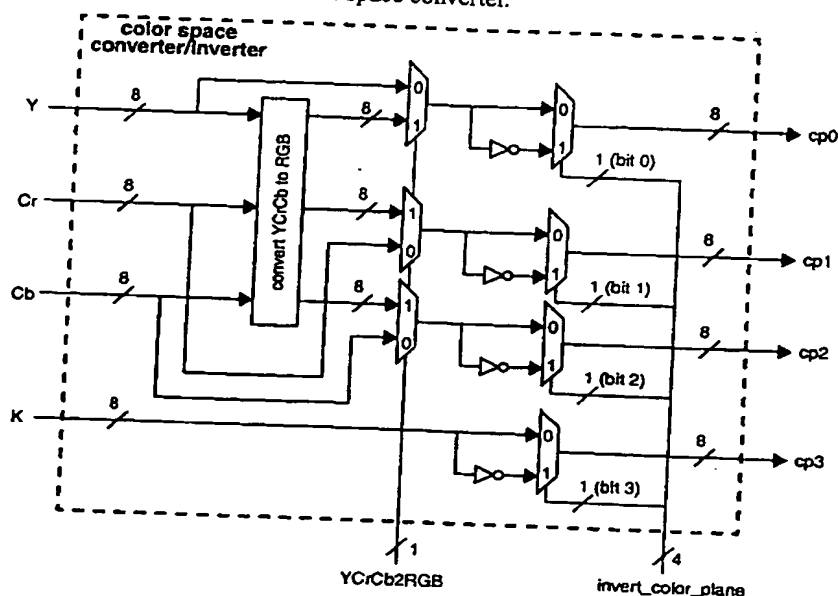 space converter.
color space
converter/inverter
Y
8
8
0
1
0
1
8
cp0
1 (bit 0)
Cr
8
convert YCrCb to RGB
8
1
0
0
1
8
cp1
1 (bit 1)
Cb
8
8
1
0
0
1
8
cp2
1 (bit 2)
K
8
0
1
8
cp3
1 (bit 3)
1
YCrCb2RGB
4
invert_color_plane